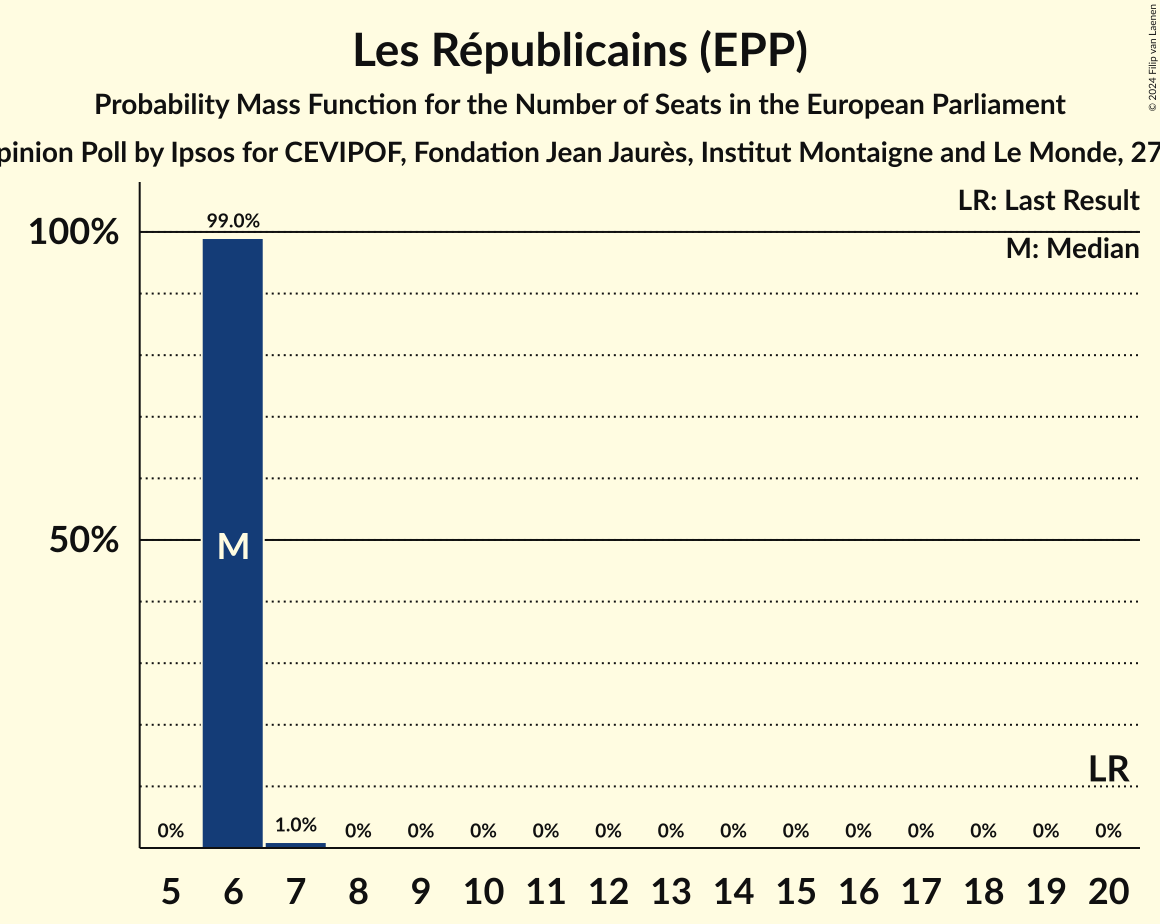 Les Républicains (EPP)
Probability Mass Function for the Number of Seats in the European Parliament
pinion Poll by Ipsos for CEVIPOF, Fondation Jean Jaurès, Institut Montaigne and Le Monde, 27
© 2024 Filip van Laenen
LR: Last Result
M: Median
99.0%
100%
50%
M
LR
0% 1.0% 0% 0% 0% 0% 0% 0% 0% 0% 0% 0% 0% 0% 0%
5 6 7 8 9 10 11 12 13 14 15 16 17 18 19 20